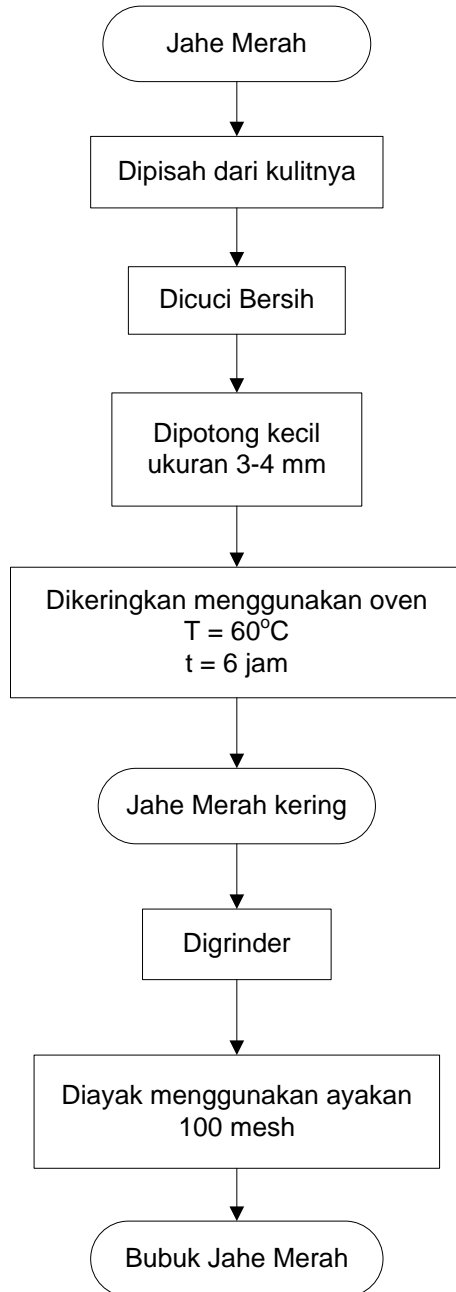 Jahe Merah
Dipisah dari kulitnya
Dicuci Bersih
Dipotong kecil
ukuran 3-4 mm
Dikeringkan menggunakan oven
T = 60°C
t = 6 jam
Jahe Merah kering
Digrinder
Diayak menggunakan ayakan
100 mesh
Bubuk Jahe Merah